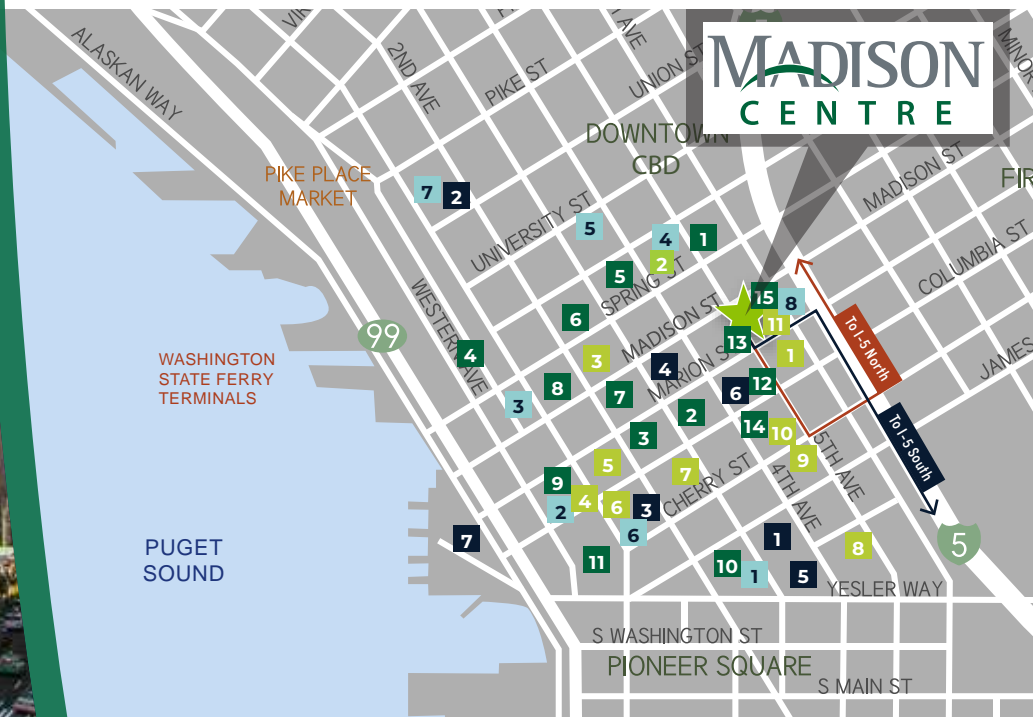 MADISON
CENTRE
ALASKAN WAY
2ND AVE
PIKE ST
UNION ST
DOWNTOWN
CBD
MADISON ST
PIKE PLACE
MARKET
7
2
UNIVERSITY ST
5
4
1
2
COLUMBIA ST
5
SPRING ST
15
8
6
MADISON ST
11
WESTERN AVE
99
13
To I-5 North
WASHINGTON
STATE FERRY
TERMINALS
4
3
4
MARION ST
1
JAMES
8
7
6
12
3
2
14
10
To I-5 South
3
5TH AVE
5
7
9
9
4
6
3
CHERRY ST
4TH AVE
2
6
7
1
8
5
PUGET
SOUND
11
10
1
5
YESLER WAY
S WASHINGTON ST
PIONEER SQUARE
S MAIN ST